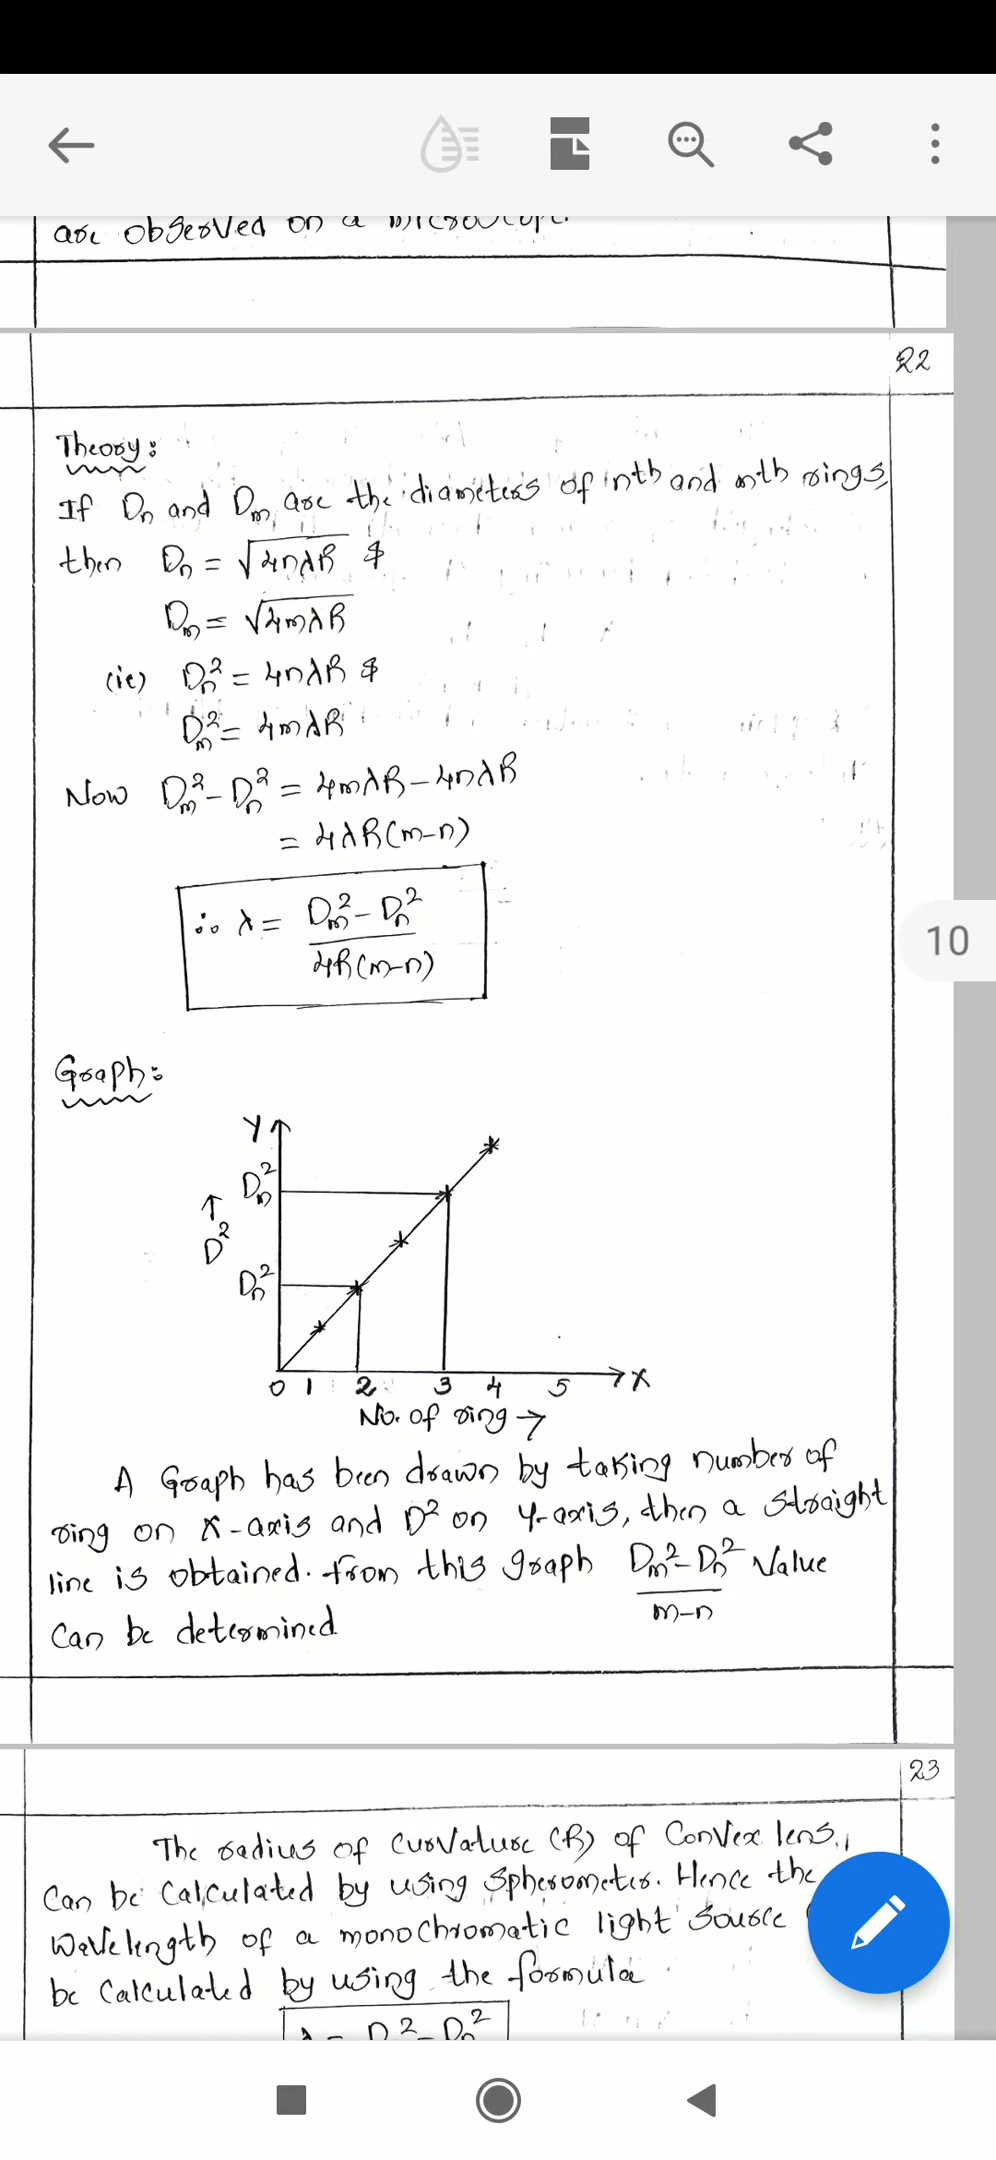 are observed on a microscope.
22
Theory:
If Dn and Dm are the diameters of nth and mth rings,
then Dn = √4nλR &
Dm = √4mλR
(ie) Dn² = 4nλR &
Dm² = 4mλR
Now Dm² - Dn² = 4mλR - 4nλR
= 4λR(m-n)
∴ λ = Dm² - Dn² / 4R(m-n)
10
Graph:
Y
Dm²
↑
D²
Dn²
0 1 2 3 4 5 X
No. of ring →
A Graph has been drawn by taking number of
ring on X-axis and D² on Y-axis, then a straight
line is obtained. from this graph Dm² - Dn² / m-n Value
Can be determined.
23
The radius of Curvature (R) of Convex lens,
Can be Calculated by using Spherometer. Hence the
Wavelength of a monochromatic light source
be Calculated by using the formula